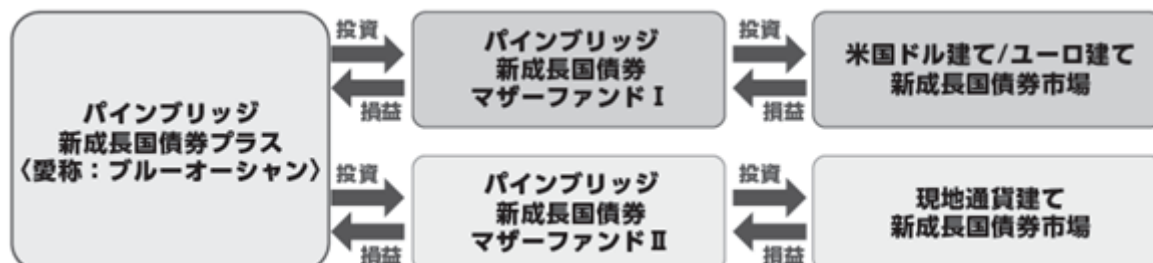 パインブリッジ
新成長国債券プラス
〈愛称：ブルーオーシャン〉
投資
損益
パインブリッジ
新成長国債券
マザーファンドⅠ
投資
損益
米国ドル建て/ユーロ建て
新成長国債券市場
投資
損益
パインブリッジ
新成長国債券
マザーファンドⅡ
投資
損益
現地通貨建て
新成長国債券市場